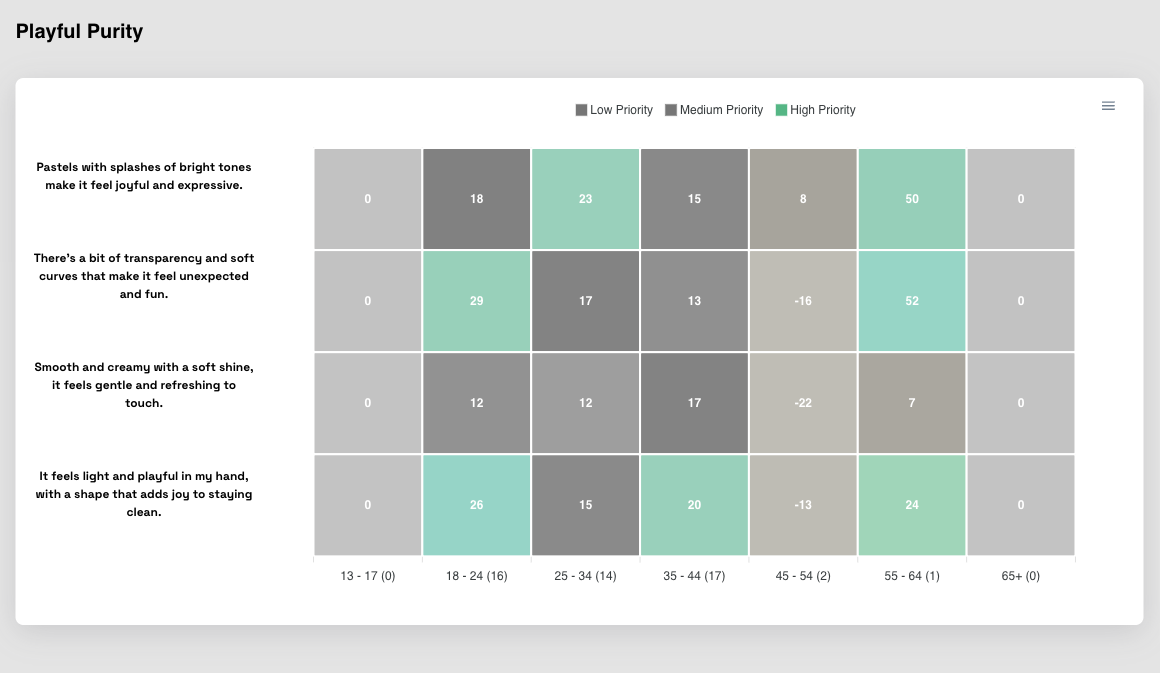 Playful Purity
Low Priority Medium Priority High Priority
Pastels with splashes of bright tones
make it feel joyful and expressive.
0 18 23 15 8 50 0
There's a bit of transparency and soft
curves that make it feel unexpected
and fun.
0 29 17 13 -16 52 0
Smooth and creamy with a soft shine,
it feels gentle and refreshing to
touch.
0 12 12 17 -22 7 0
It feels light and playful in my hand,
with a shape that adds joy to staying
clean.
0 26 15 20 -13 24 0
13 - 17 (0) 18 - 24 (16) 25 - 34 (14) 35 - 44 (17) 45 - 54 (2) 55 - 64 (1) 65+ (0)